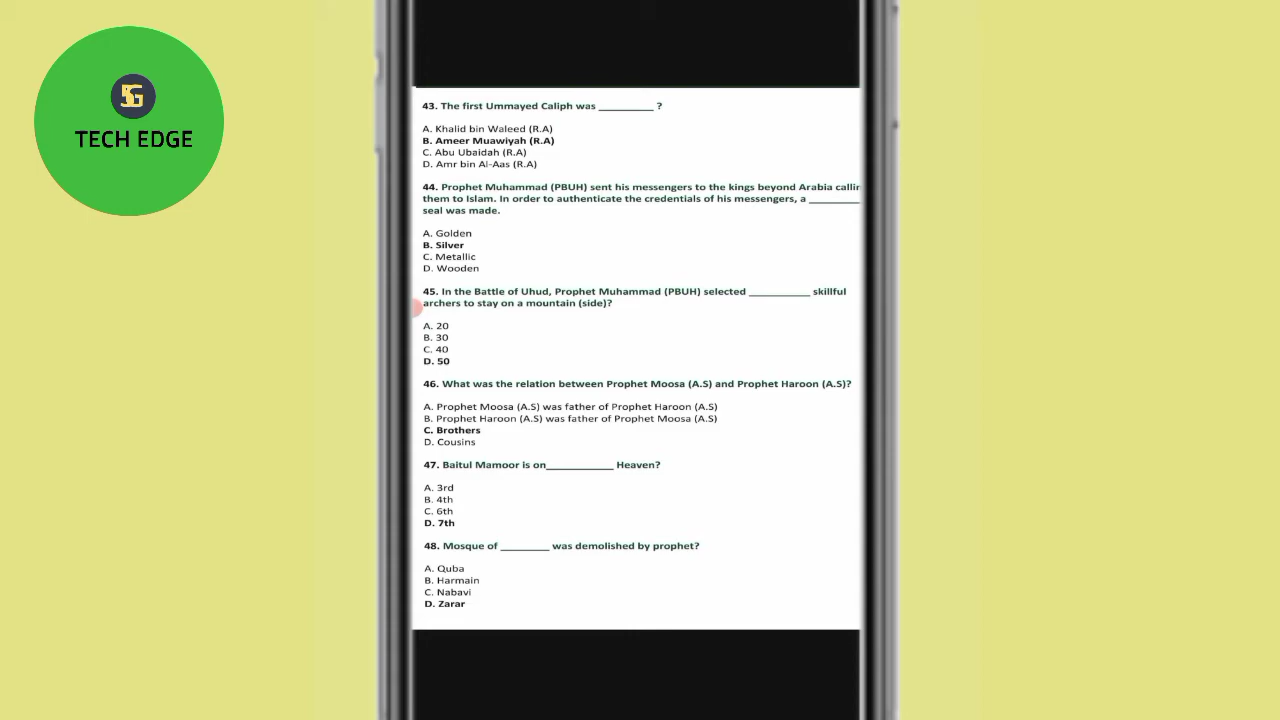 5G
TECH EDGE
43. The first Ummayed Caliph was __________ ?
A. Khalid bin Waleed (R.A)
B. Ameer Muawiyah (R.A)
C. Abu Ubaidah (R.A)
D. Amr bin Al-Aas (R.A)
44. Prophet Muhammad (PBUH) sent his messengers to the kings beyond Arabia callin
them to Islam. In order to authenticate the credentials of his messengers, a _________
seal was made.
A. Golden
B. Silver
C. Metallic
D. Wooden
45. In the Battle of Uhud, Prophet Muhammad (PBUH) selected ___________ skillful
archers to stay on a mountain (side)?
A. 20
B. 30
C. 40
D. 50
46. What was the relation between Prophet Moosa (A.S) and Prophet Haroon (A.S)?
A. Prophet Moosa (A.S) was father of Prophet Haroon (A.S)
B. Prophet Haroon (A.S) was father of Prophet Moosa (A.S)
C. Brothers
D. Cousins
47. Baitul Mamoor is on____________ Heaven?
A. 3rd
B. 4th
C. 6th
D. 7th
48. Mosque of _________ was demolished by prophet?
A. Quba
B. Harmain
C. Nabavi
D. Zarar